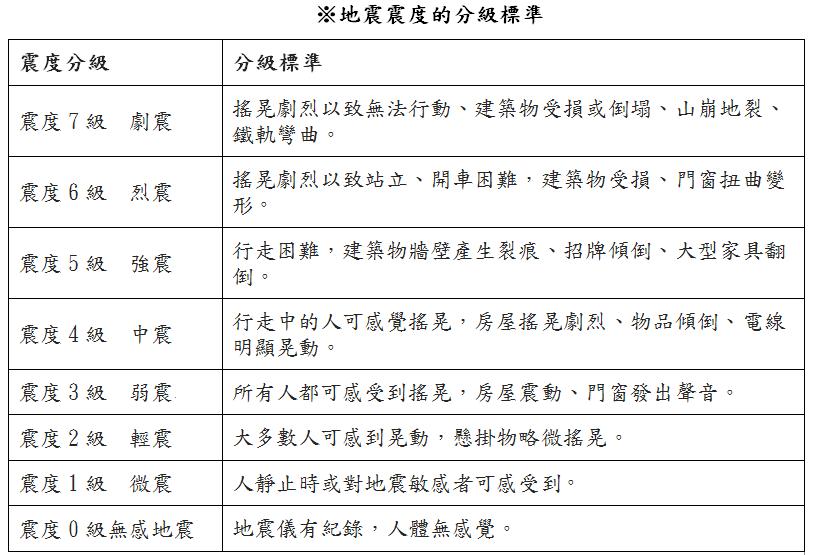 ※地震震度的分級標準
震度分級
分級標準
震度7級 劇震
搖晃劇烈以致無法行動、建築物受損或倒塌、山崩地裂、
鐵軌彎曲。
震度6級 烈震
搖晃劇烈以致站立、開車困難，建築物受損、門窗扭曲變
形。
震度5級 強震
行走困難，建築物牆壁產生裂痕、招牌傾倒、大型家具翻
倒。
震度4級 中震
行走中的人可感覺搖晃，房屋搖晃劇烈、物品傾倒、電線
明顯晃動。
震度3級 弱震
所有人都可感受到搖晃，房屋震動、門窗發出聲音。
震度2級 輕震
大多數人可感到晃動，懸掛物略微搖晃。
震度1級 微震
人靜止時或對地震敏感者可感受到。
震度0級無感地震
地震儀有紀錄，人體無感覺。